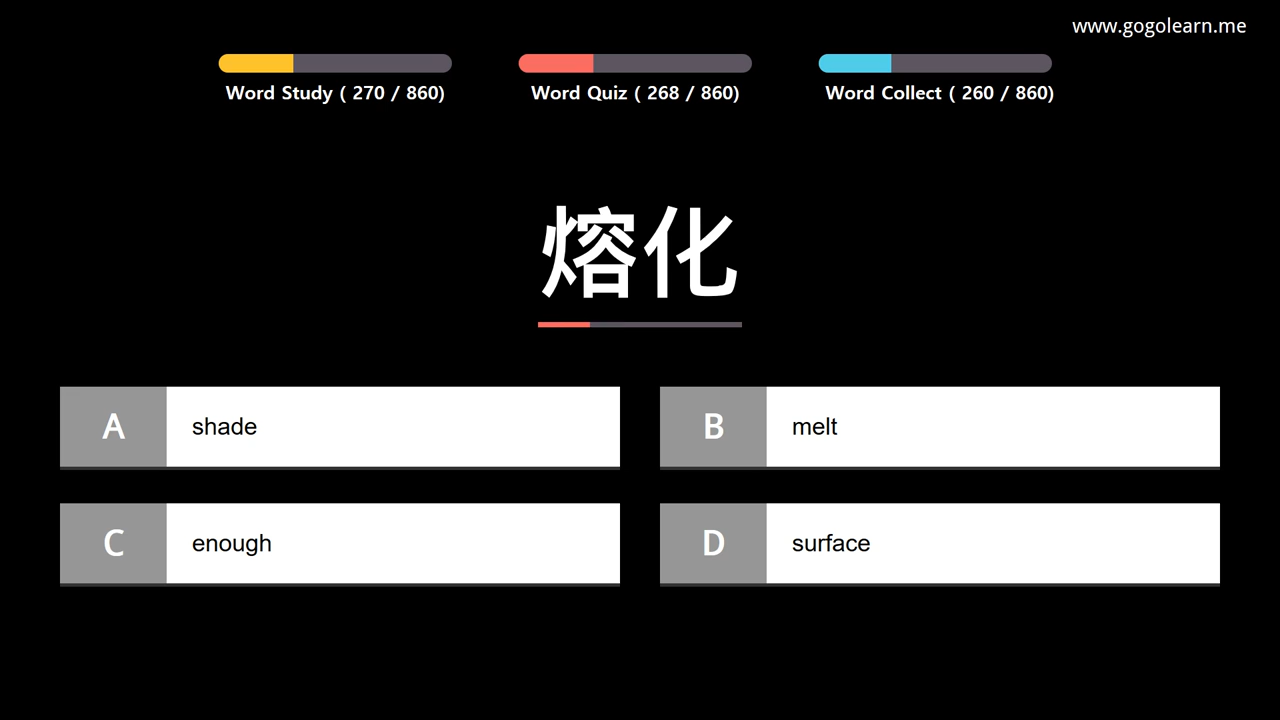 www.gogolearn.me
Word Study ( 270 / 860)
Word Quiz ( 268 / 860)
Word Collect ( 260 / 860)
熔化
A shade
B melt
C enough
D surface